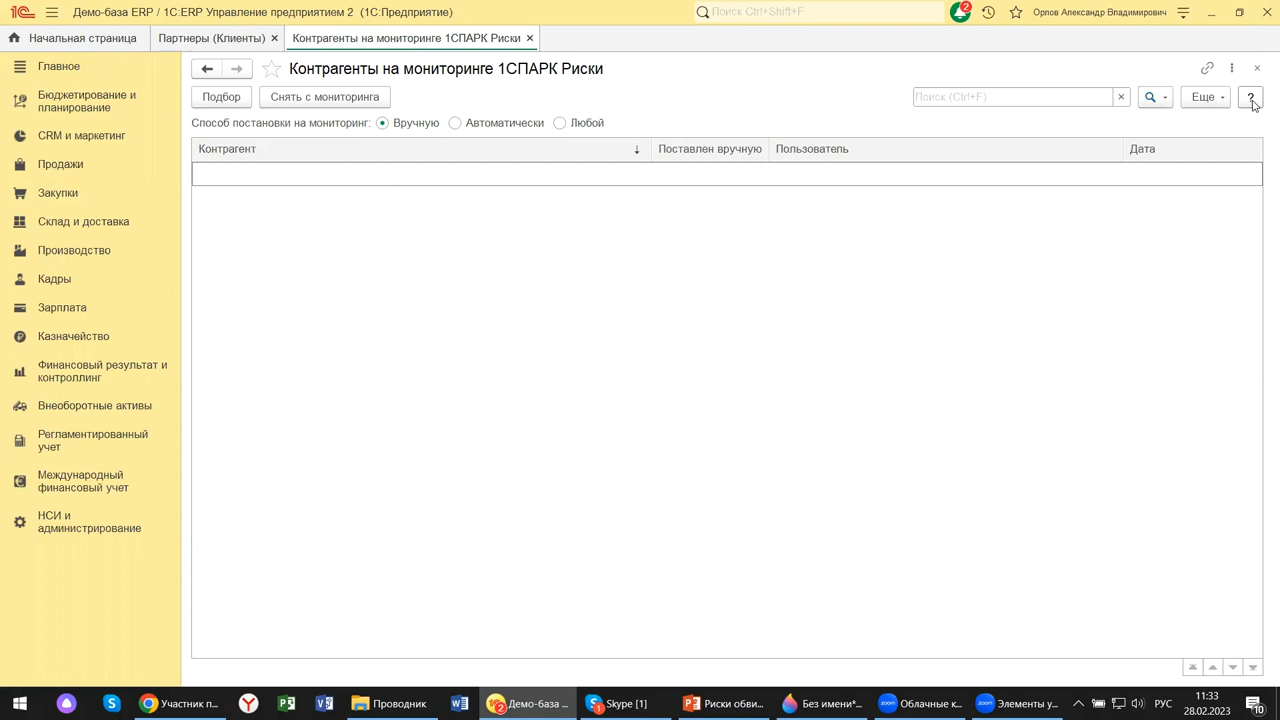 Демо-база ERP / 1С:ERP Управление предприятием 2 (1С:Предприятие)
Поиск Ctrl+Shift+F
2
Орлов Александр Владимирович
Начальная страница
Партнеры (Клиенты) ×
Контрагенты на мониторинге 1СПАРК Риски ×
Главное
Бюджетирование и
планирование
CRM и маркетинг
Продажи
Закупки
Склад и доставка
Производство
Кадры
Зарплата
Казначейство
Финансовый результат и
контроллинг
Внеоборотные активы
Регламентированный
учет
Международный
финансовый учет
НСИ и
администрирование
Контрагенты на мониторинге 1СПАРК Риски
Подбор
Снять с мониторинга
Поиск (Ctrl+F)
×
Еще
?
Способ постановки на мониторинг: Вручную Автоматически Любой
Контрагент ↓ Поставлен вручную Пользователь Дата
Участник п...
Проводник
Демо-база ...
Skype [1]
Риски обви...
Без имени*...
Облачные к...
Элементы у...
РУС
11:33
28.02.2023
10